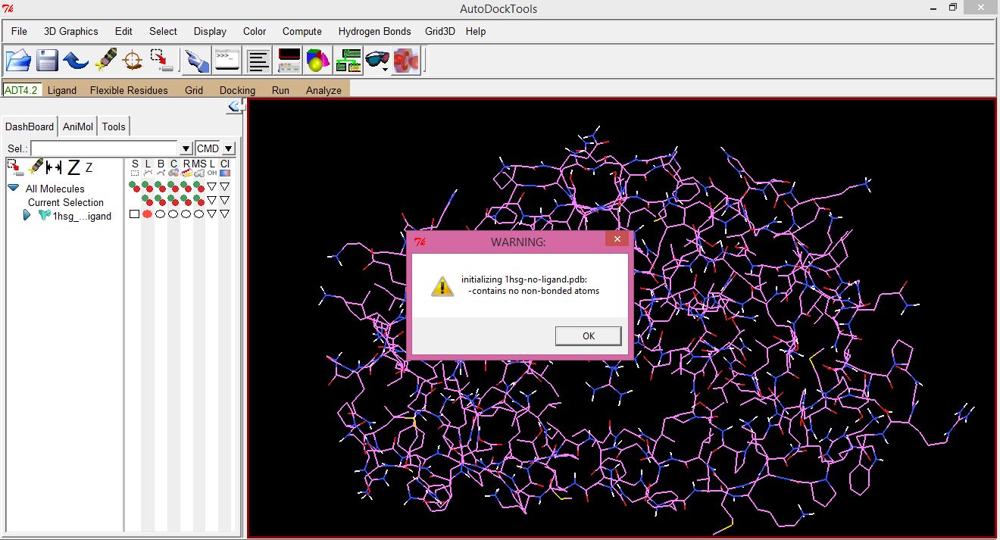 AutoDockTools
File 3D Graphics Edit Select Display Color Compute Hydrogen Bonds Grid3D Help
>>>_
ADT4.2 Ligand Flexible Residues Grid Docking Run Analyze
DashBoard AniMol Tools
Sel.: CMD
Z Z
S L B C R MS L Cl
OH
All Molecules
Current Selection
1hsg_...igand
WARNING:
initializing 1hsg-no-ligand.pdb:
-contains no non-bonded atoms
OK